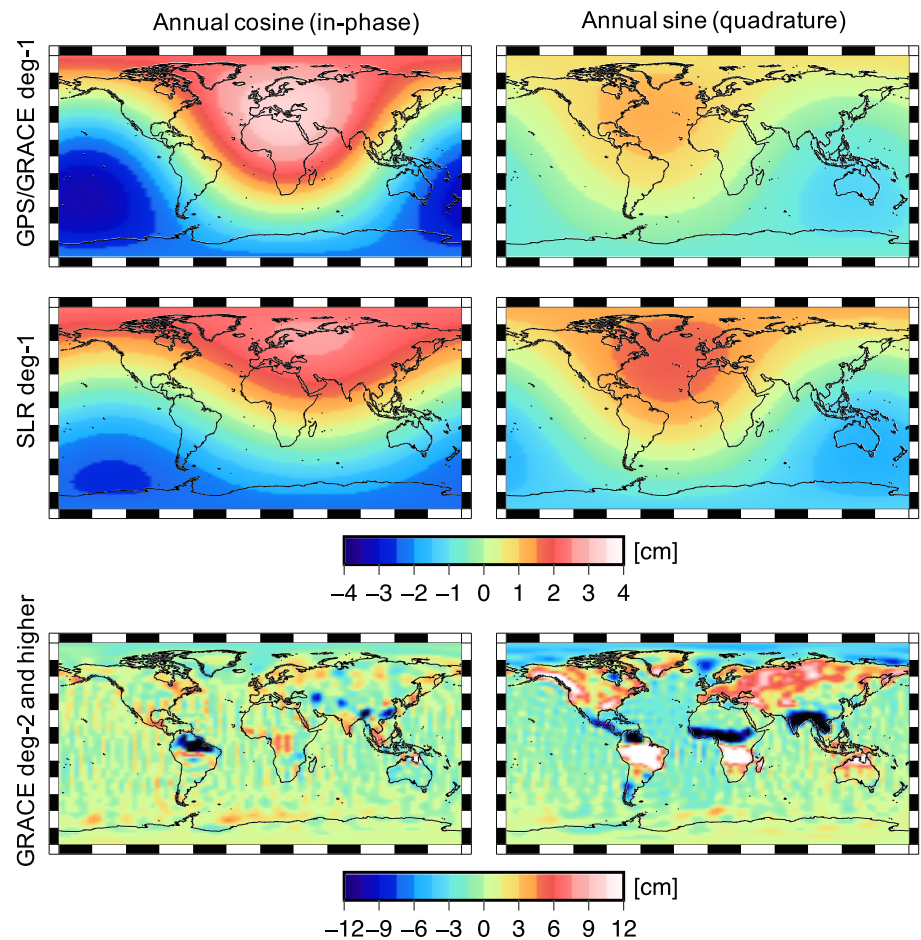 Annual cosine (in-phase)
Annual sine (quadrature)
GPS/GRACE deg-1
SLR deg-1
[cm]
−4 −3 −2 −1 0 1 2 3 4
GRACE deg-2 and higher
[cm]
−12 −9 −6 −3 0 3 6 9 12